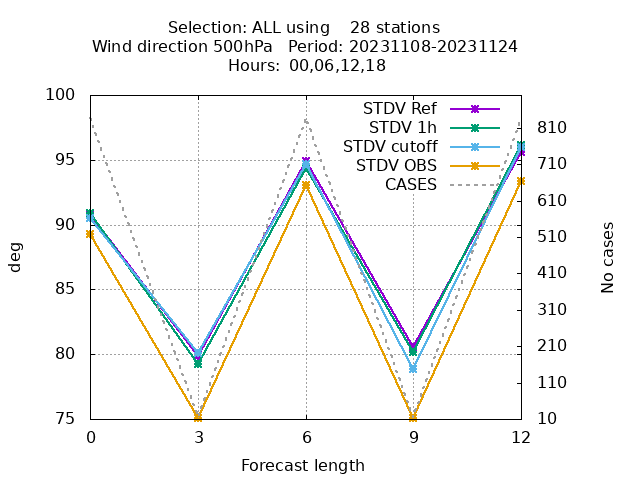 Selection: ALL using    28 stations
Wind direction 500hPa   Period: 20231108-20231124
Hours: 00,06,12,18
STDV Ref
STDV 1h
STDV cutoff
STDV OBS
CASES
100
95
90
85
80
75
810
710
610
510
410
310
210
110
10
deg
No cases
0 3 6 9 12
Forecast length